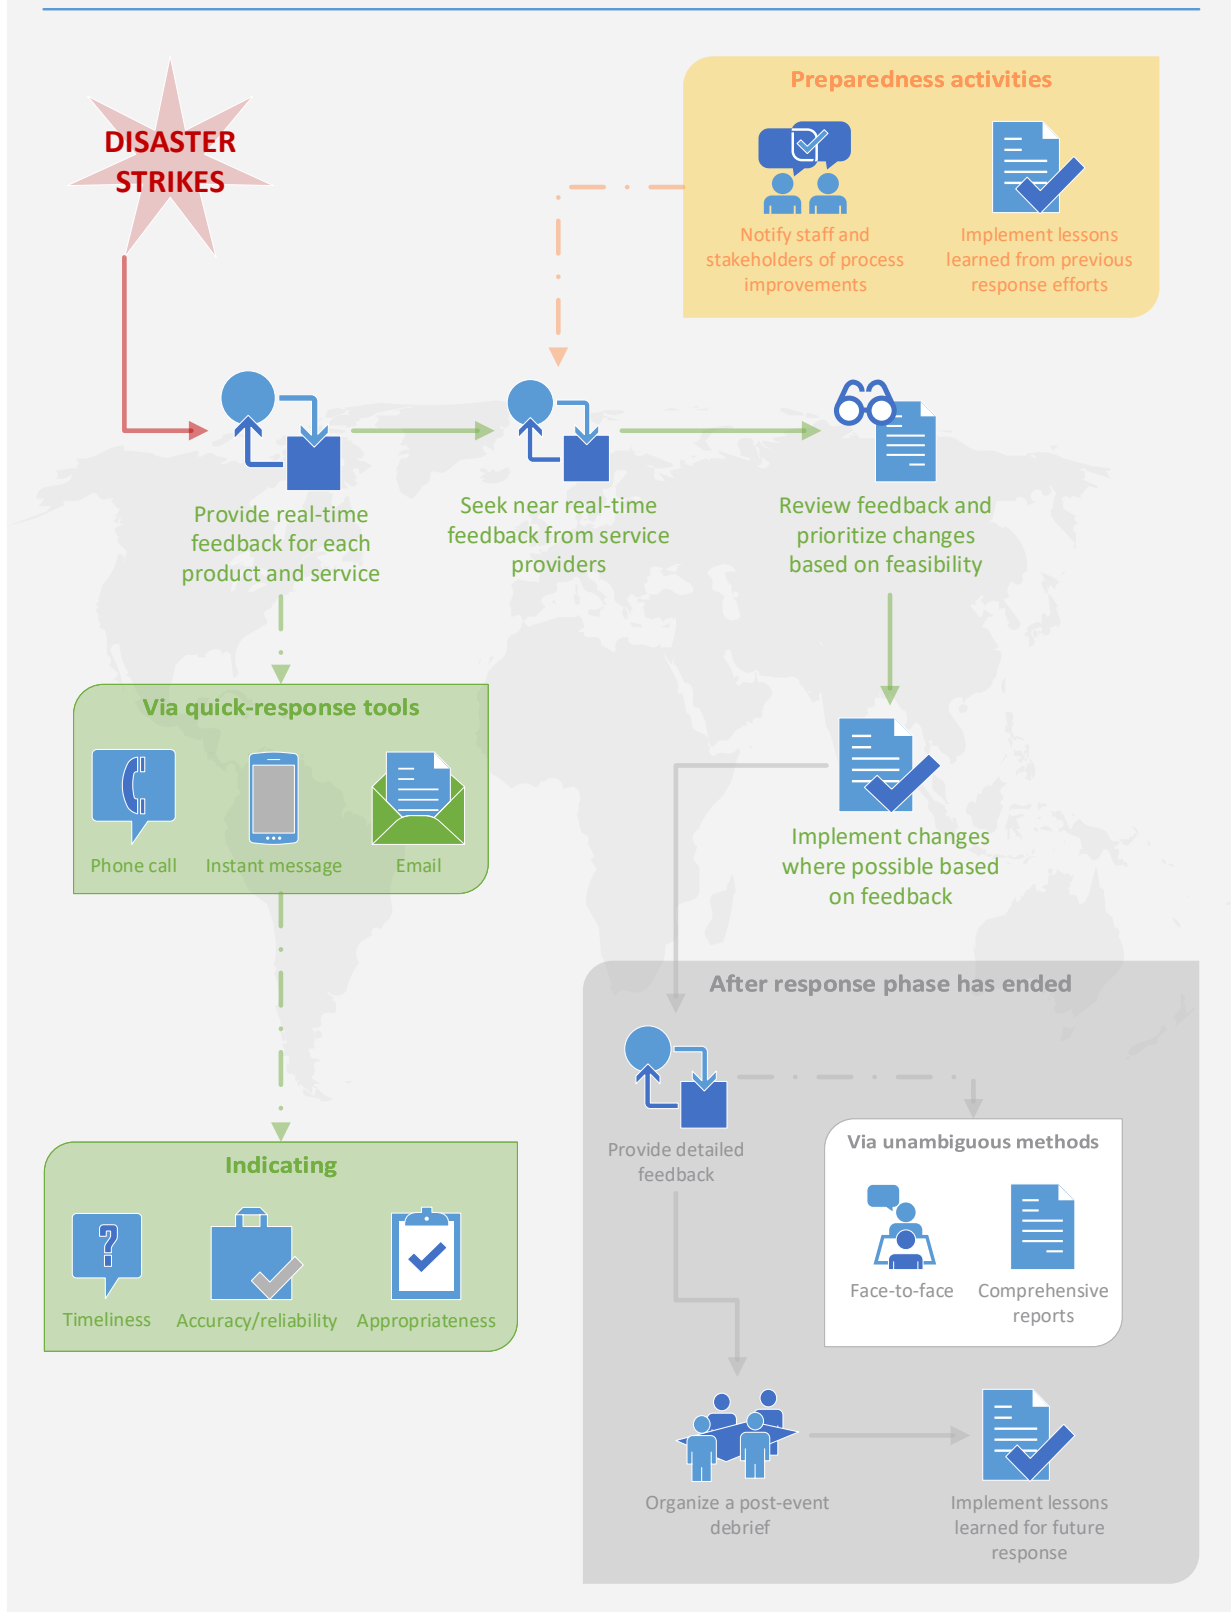 DISASTER
STRIKES
Preparedness activities
Notify staff and
stakeholders of process
improvements
Implement lessons
learned from previous
response efforts
Provide real-time
feedback for each
product and service
Seek near real-time
feedback from service
providers
Review feedback and
prioritize changes
based on feasibility
Via quick-response tools
Phone call
Instant message
Email
Implement changes
where possible based
on feedback
Indicating
Timeliness
Accuracy/reliability
Appropriateness
After response phase has ended
Provide detailed
feedback
Via unambiguous methods
Face-to-face
Comprehensive
reports
Organize a post-event
debrief
Implement lessons
learned for future
response